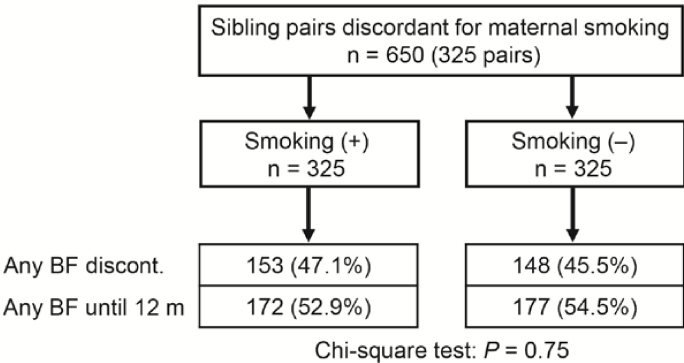 Sibling pairs discordant for maternal smoking
n = 650 (325 pairs)
Smoking (+)
n = 325
Smoking (–)
n = 325
Any BF discont. 153 (47.1%) 148 (45.5%)
Any BF until 12 m 172 (52.9%) 177 (54.5%)
Chi-square test: P = 0.75